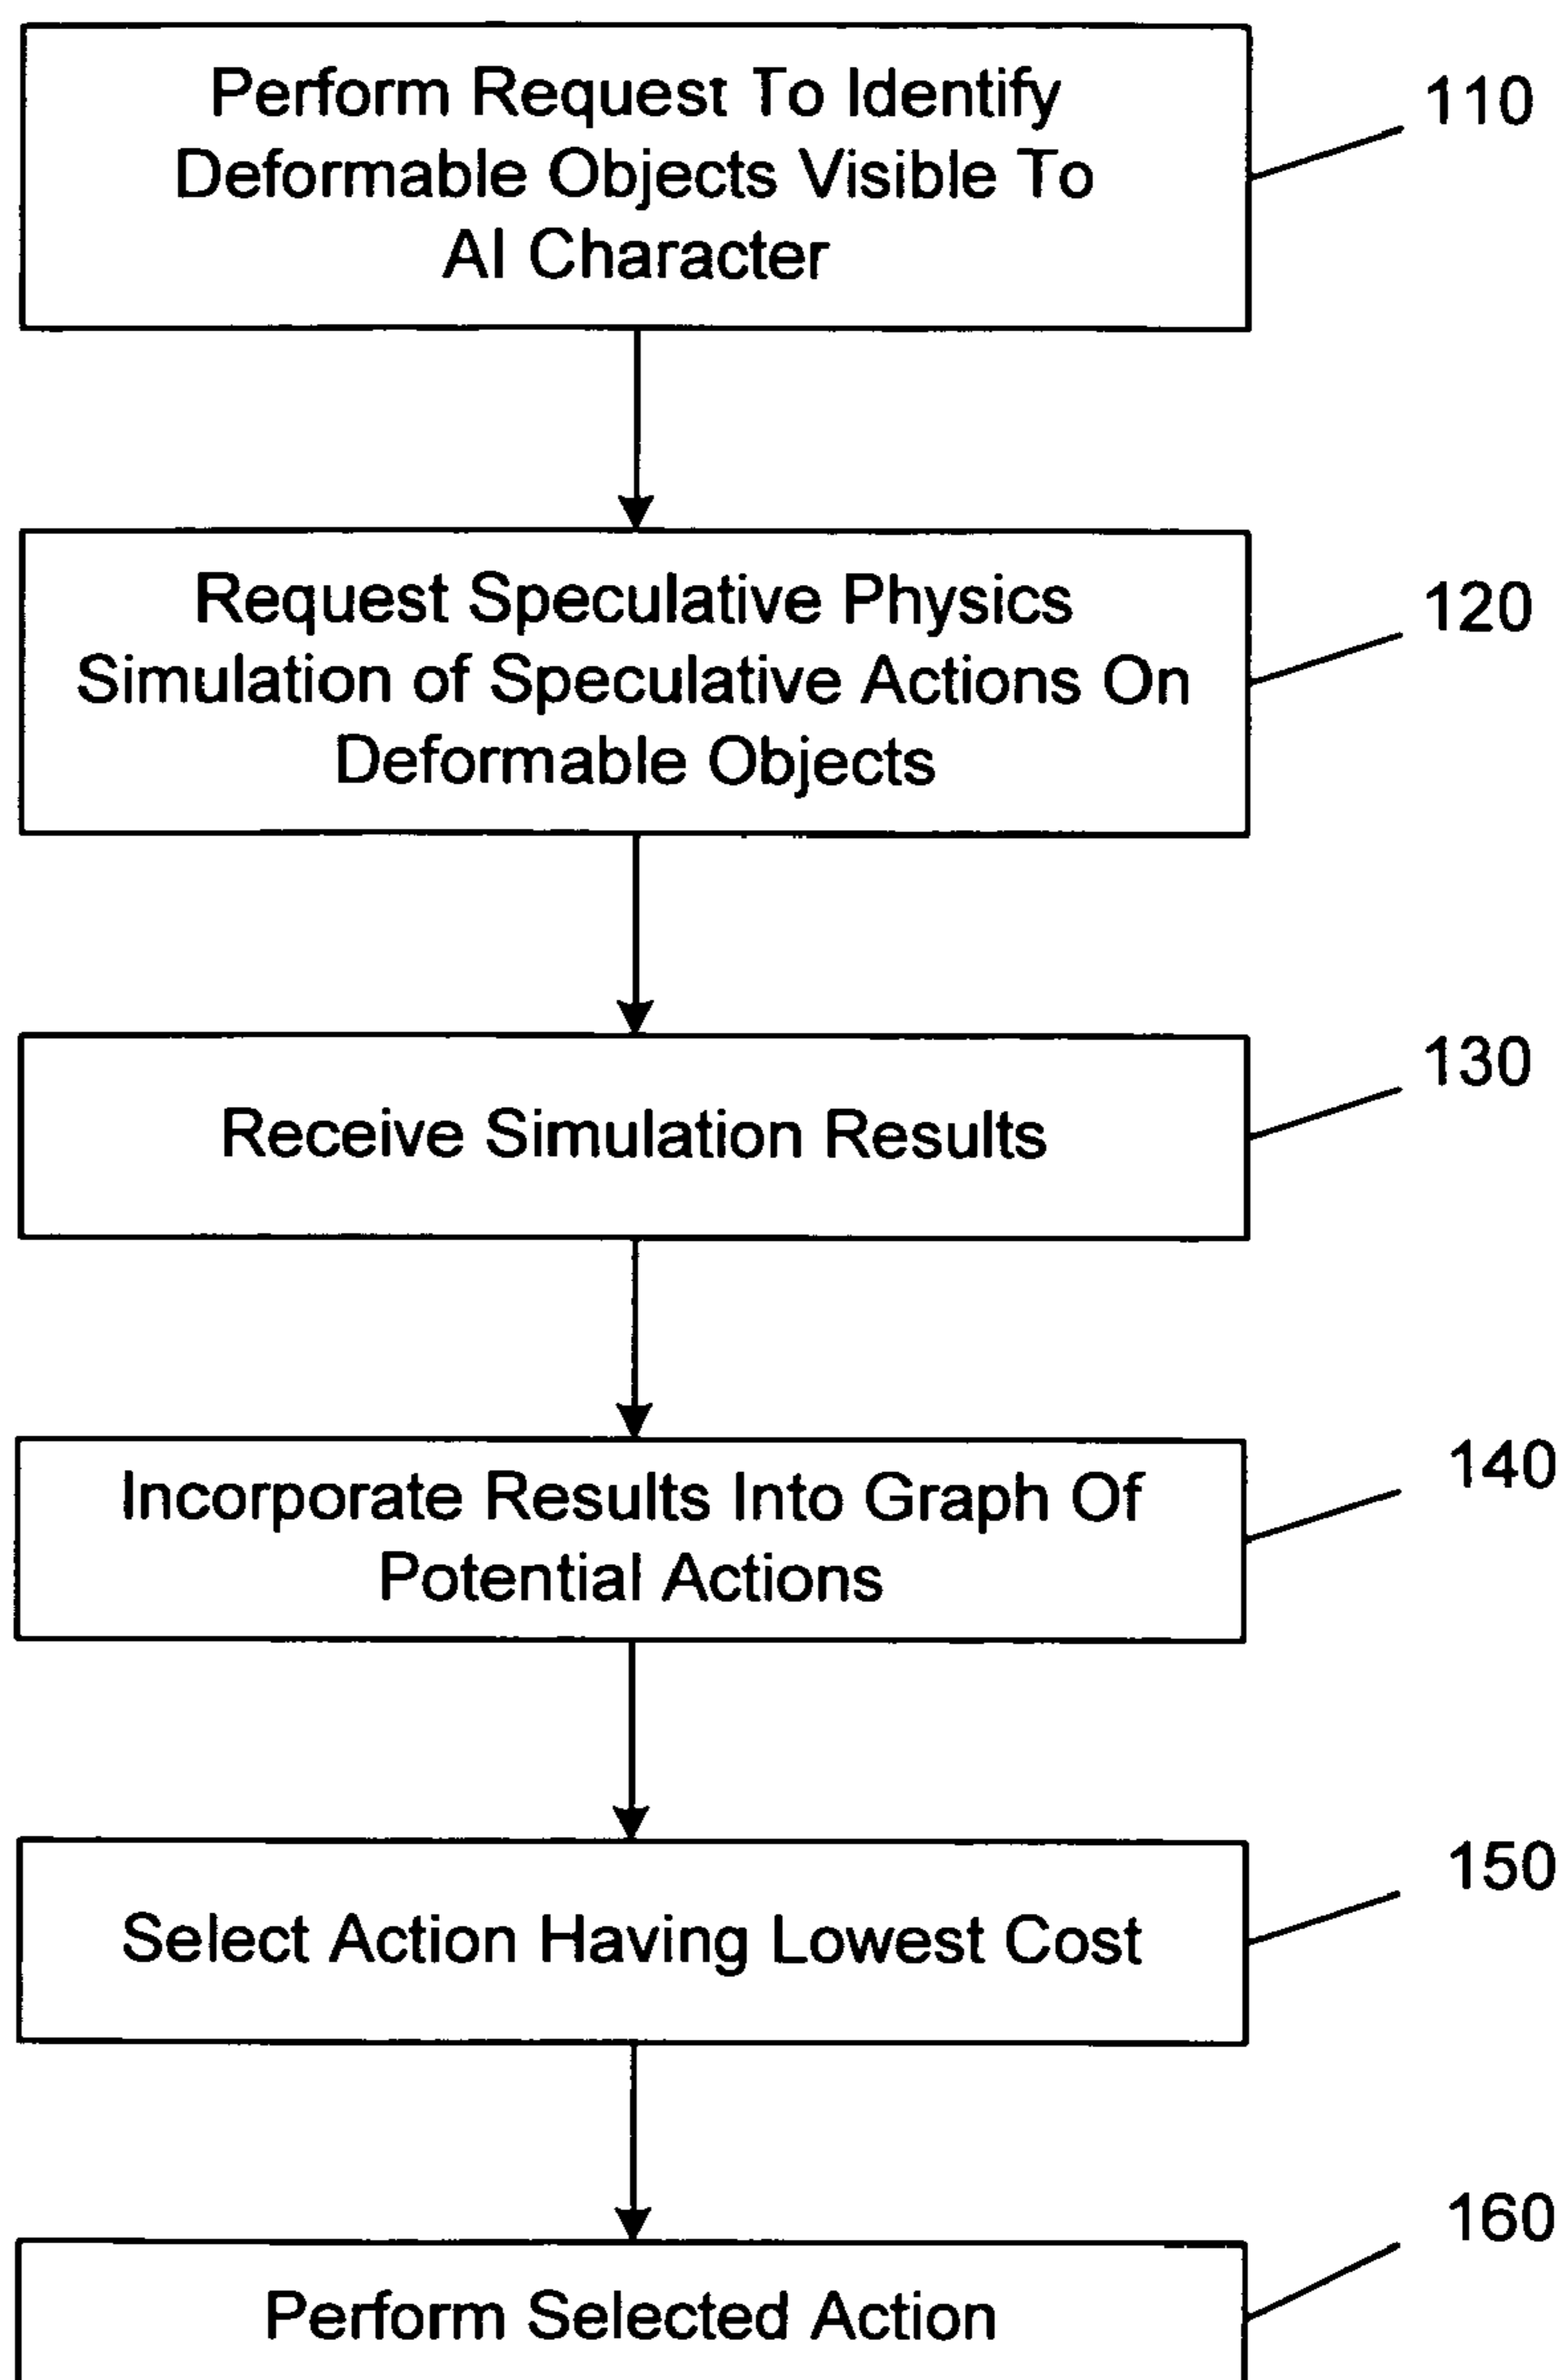 Perform Request To Identify
Deformable Objects Visible To
AI Character
110
Request Speculative Physics
Simulation of Speculative Actions On
Deformable Objects
120
Receive Simulation Results
130
Incorporate Results Into Graph Of
Potential Actions
140
Select Action Having Lowest Cost
150
Perform Selected Action
160